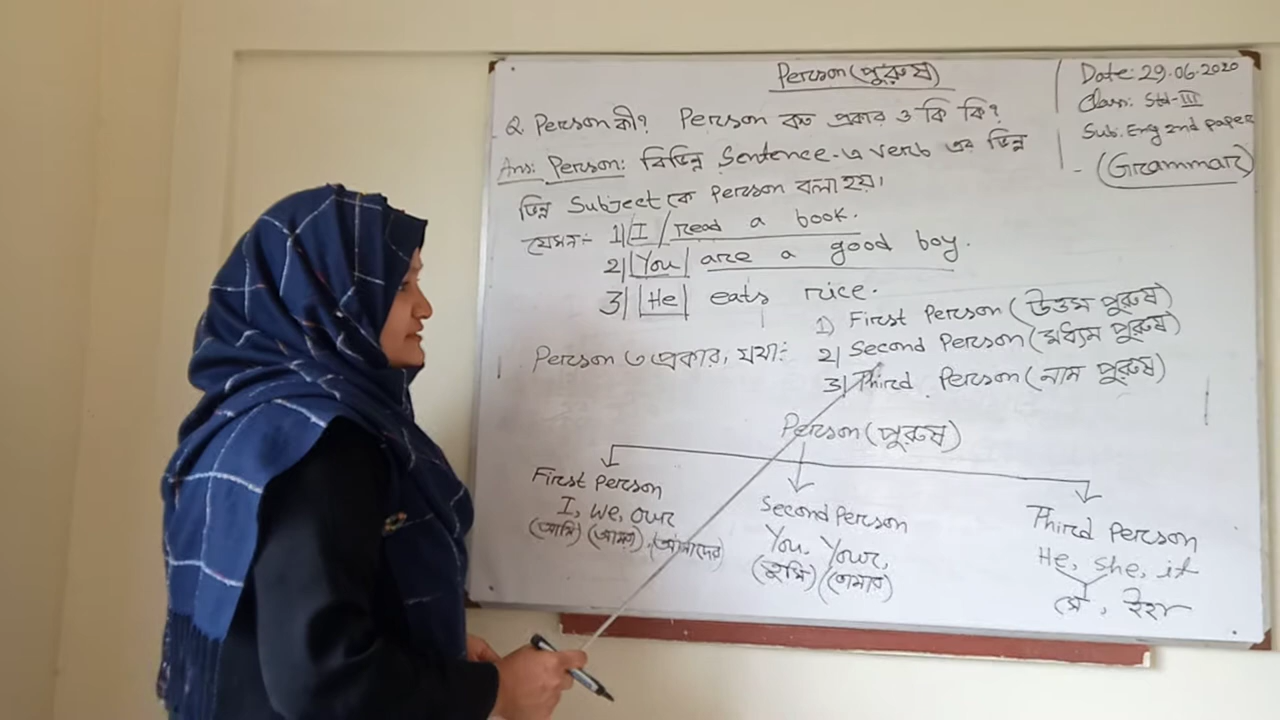 Person (পুরুষ)
Date: 29.06.2020
Class: Std-III
Sub: Eng 2nd paper
(Grammar)
Q. Person কী? Person কত প্রকার ও কি কি?
Ans: Person: বিভিন্ন Sentence-এ verb এর ভিন্ন
ভিন্ন Subject কে Person বলা হয়।
যেমন:- 1| I / read a book.
2| You | are a good boy.
3| He | eats rice.
Person ৩ প্রকার, যথা:-
1) First Person (উত্তম পুরুষ)
2| Second Person (মধ্যম পুরুষ)
3| Third Person (নাম পুরুষ)
Person (পুরুষ)
First Person
I, we, our
(আমি) (আমরা), (আমাদের)
Second Person
You, Your,
(তুমি) (তোমার)
Third Person
He, she, it
সে, ইহা